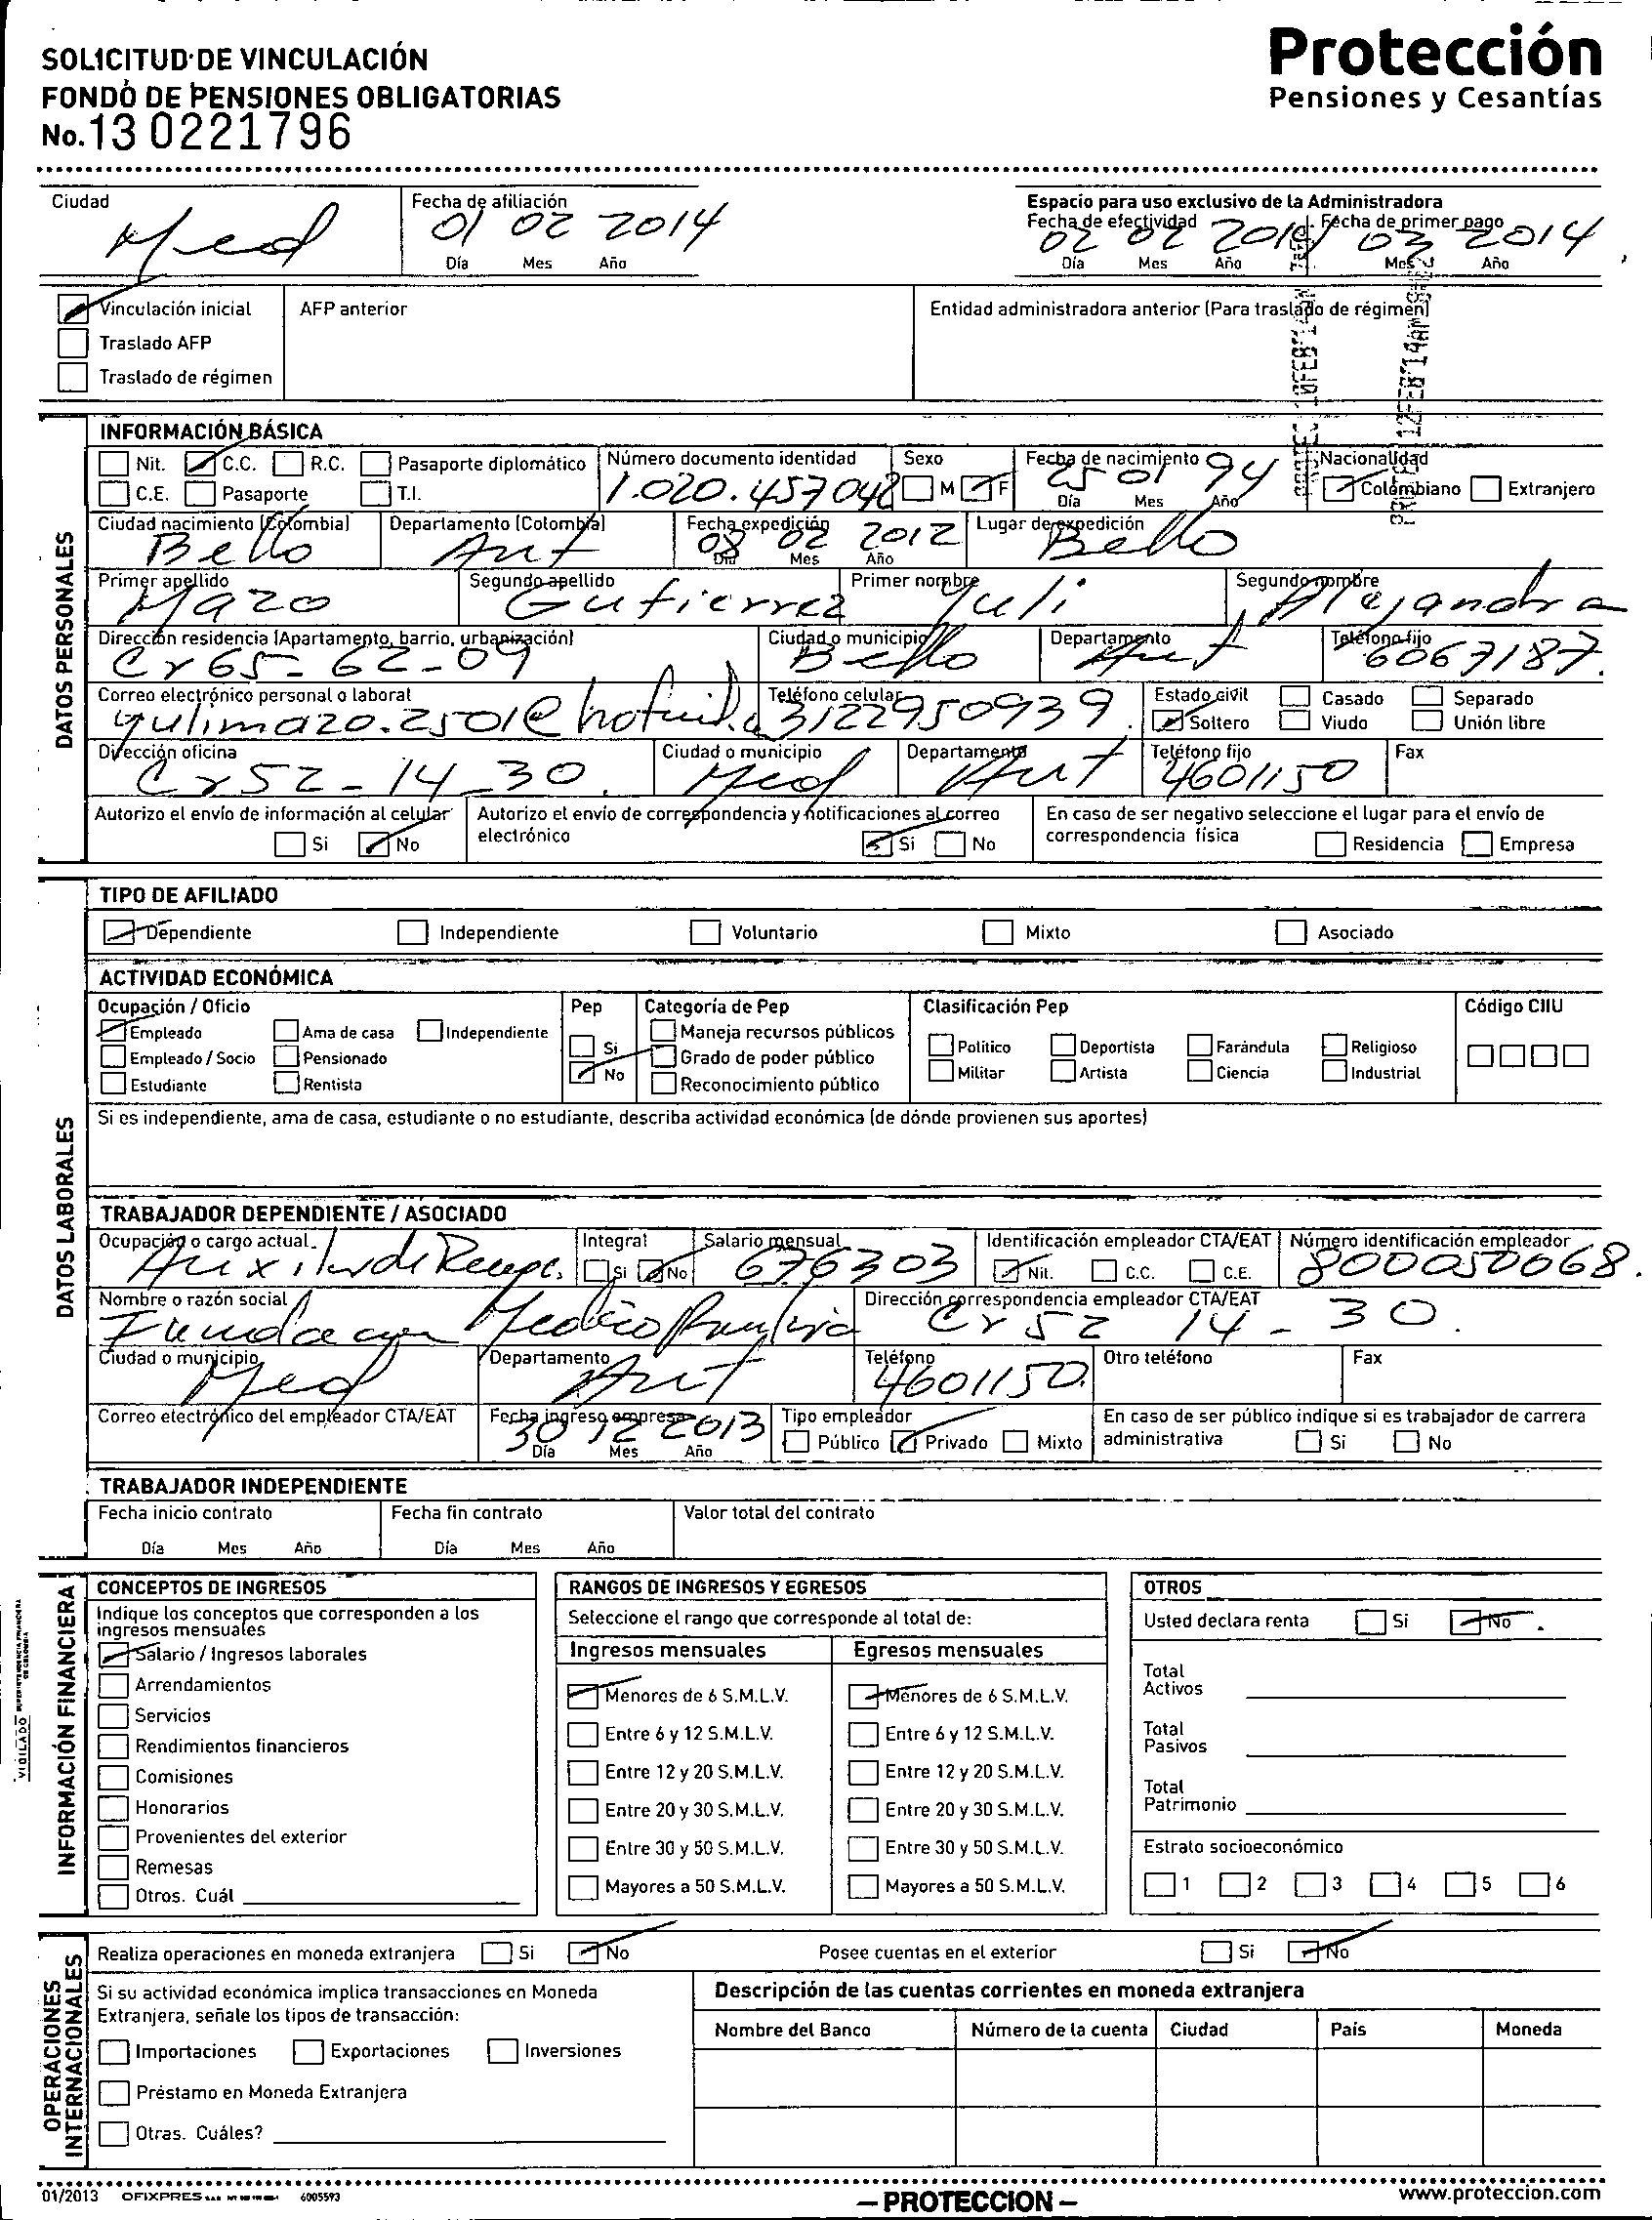 SOLICITUD DE VINCULACIÓN
FONDO DE PENSIONES OBLIGATORIAS
No. 13 0221796
Protección
Pensiones y Cesantías
Ciudad Fecha de afiliación Espacio para uso exclusivo de la Administradora
Fecha de efectividad Fecha de primer pago
Med 01 02 2014 02 02 2014 03 2014
Día Mes Año Día Mes Año Mes Año
Vinculación inicial AFP anterior Entidad administradora anterior (Para traslado de régimen)
Traslado AFP
Traslado de régimen
DATOS PERSONALES
INFORMACIÓN BÁSICA
Nit. C.C. R.C. Pasaporte diplomático Número documento identidad Sexo Fecha de nacimiento Nacionalidad
C.E. Pasaporte T.I. 1.020.457042 M F 25 01 94 Colombiano Extranjero
Día Mes Año
Ciudad nacimiento (Colombia) Departamento (Colombia) Fecha expedición Lugar de expedición
Bello Ant 08 02 2012 Bello
Día Mes Año
Primer apellido Segundo apellido Primer nombre Segundo nombre
Mazo Gutierrez Yuli Alejandra
Dirección residencia (Apartamento, barrio, urbanización) Ciudad o municipio Departamento Teléfono fijo
Cr 65- 62-09 Bello Ant 6067187.
Correo electrónico personal o laboral Teléfono celular Estado civil Casado Separado
yulimazo.2501@ 3122950939 Soltero Viudo Unión libre
Dirección oficina Ciudad o municipio Departamento Teléfono fijo Fax
Cr 52 - 14 - 30. Med Ant 4601150
Autorizo el envío de información al celular Autorizo el envío de correspondencia y notificaciones al correo En caso de ser negativo seleccione el lugar para el envío de
Si No electrónico Si No correspondencia física Residencia Empresa
DATOS LABORALES
TIPO DE AFILIADO
Dependiente Independiente Voluntario Mixto Asociado
ACTIVIDAD ECONÓMICA
Ocupación / Oficio Pep Categoría de Pep Clasificación Pep Código CIIU
Empleado Ama de casa Independiente Si Maneja recursos públicos Político Deportista Farándula Religioso
Empleado / Socio Pensionado No Grado de poder público Militar Artista Ciencia Industrial
Estudiante Rentista Reconocimiento público
Si es independiente, ama de casa, estudiante o no estudiante, describa actividad económica (de dónde provienen sus aportes)
TRABAJADOR DEPENDIENTE / ASOCIADO
Ocupación o cargo actual. Integral Salario mensual Identificación empleador CTA/EAT Número identificación empleador
Si No 676303 Nit. C.C. C.E. 800050068.
Nombre o razón social Dirección correspondencia empleador CTA/EAT
Cr 52 14 - 30.
Ciudad o municipio Departamento Teléfono Otro teléfono Fax
Med Ant 4601150.
Correo electrónico del empleador CTA/EAT Fecha ingreso empresa Tipo empleador En caso de ser público indique si es trabajador de carrera
30 12 2013 Público Privado Mixto administrativa Si No
Día Mes Año
TRABAJADOR INDEPENDIENTE
Fecha inicio contrato Fecha fin contrato Valor total del contrato
Día Mes Año Día Mes Año
INFORMACIÓN FINANCIERA
CONCEPTOS DE INGRESOS RANGOS DE INGRESOS Y EGRESOS OTROS
Indique los conceptos que corresponden a los Seleccione el rango que corresponde al total de: Usted declara renta Si No
ingresos mensuales Ingresos mensuales Egresos mensuales
Salario / Ingresos laborales Menores de 6 S.M.L.V. Menores de 6 S.M.L.V. Total
Arrendamientos Activos
Servicios Entre 6 y 12 S.M.L.V. Entre 6 y 12 S.M.L.V. Total
Rendimientos financieros Pasivos
Comisiones Entre 12 y 20 S.M.L.V. Entre 12 y 20 S.M.L.V. Total
Honorarios Entre 20 y 30 S.M.L.V. Entre 20 y 30 S.M.L.V. Patrimonio
Provenientes del exterior Entre 30 y 50 S.M.L.V. Entre 30 y 50 S.M.L.V. Estrato socioeconómico
Remesas
Otros. Cuál Mayores a 50 S.M.L.V. Mayores a 50 S.M.L.V. 1 2 3 4 5 6
OPERACIONES INTERNACIONALES
Realiza operaciones en moneda extranjera Si No Posee cuentas en el exterior Si No
Si su actividad económica implica transacciones en Moneda Descripción de las cuentas corrientes en moneda extranjera
Extranjera, señale los tipos de transacción: Nombre del Banco Número de la cuenta Ciudad País Moneda
Importaciones Exportaciones Inversiones
Préstamo en Moneda Extranjera
Otras. Cuáles?
VIGILADO
01/2013 OFIXPRES 6005593 – PROTECCION – www.proteccion.com